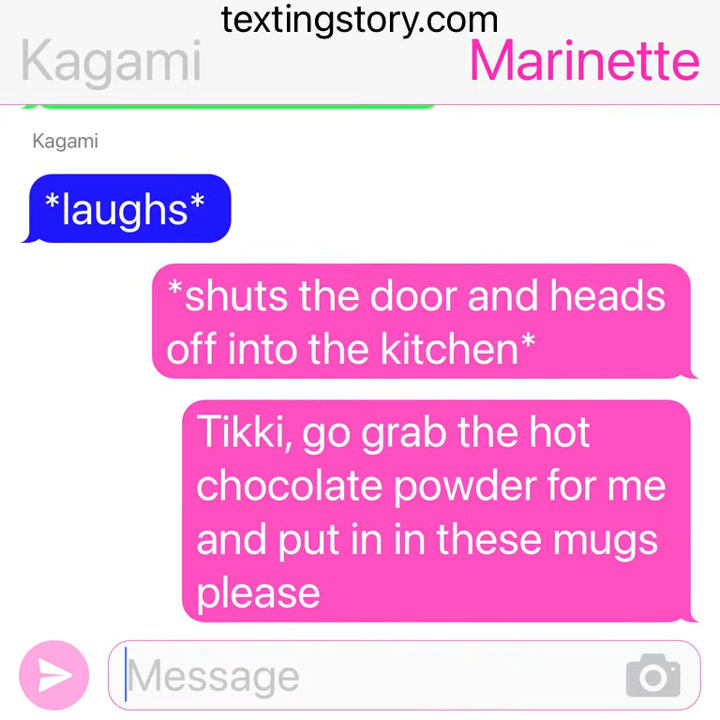 textingstory.com
Kagami Marinette
Kagami
*laughs*
*shuts the door and heads
off into the kitchen*
Tikki, go grab the hot
chocolate powder for me
and put in in these mugs
please
Message